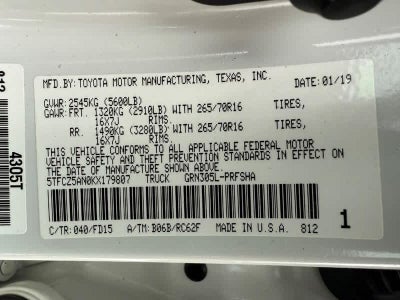 MFD.BY:TOYOTA MOTOR MANUFACTURING, TEXAS, INC. 01/19
GVWR:2545KG (5600LB)
GAWR:FRT. 1320KG (2910LB) WITH 265/70R16 TIRES,
16X7J RIMS.
RR. 1490KG (3280LB) WITH 265/70R16 TIRES,
16X7J RIMS.
THIS VEHICLE CONFORMS TO ALL APPLICABLE FEDERAL MOTOR
VEHICLE SAFETY AND THEFT PREVENTION STANDARDS IN EFFECT ON
THE DATE OF MANUFACTURE SHOWN ABOVE.
5TFC25AN0KX179807 TRUCK GRN305L-PRFSHA
C/TR:040/FD15 A/TM:B06B/RC62F MADE IN U.S.A. 812 1
4305T